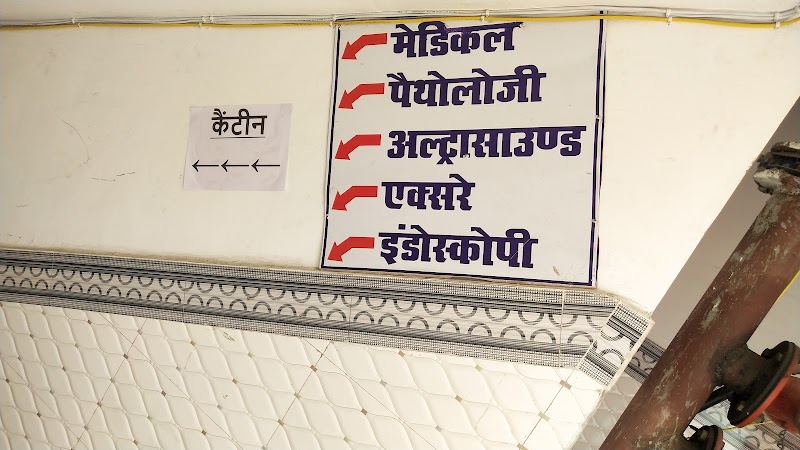 कैंटीन
←←←
मेडिकल
पैथोलोजी
अल्ट्रासाउण्ड
एक्सरे
इंडोस्कोपी